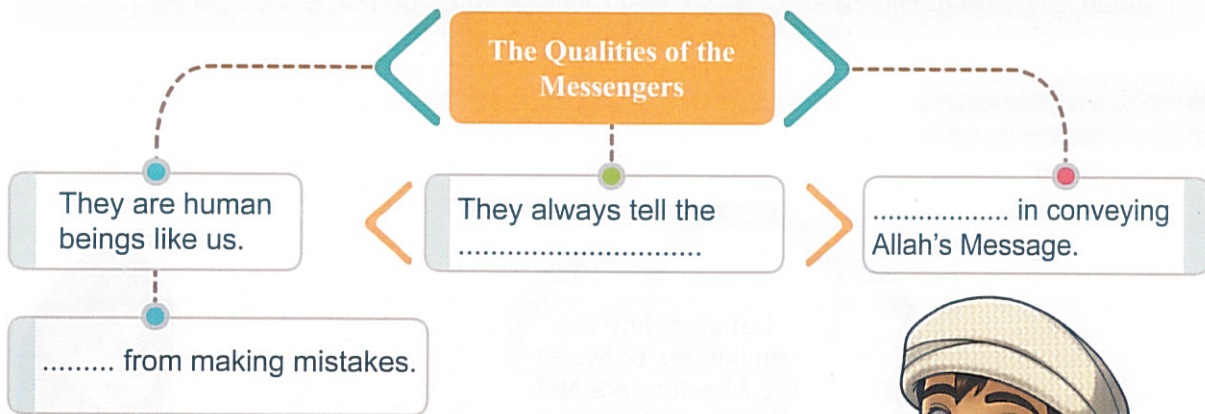 The Qualities of the
Messengers
They are human
beings like us.
They always tell the
.............................
.................. in conveying
Allah's Message.
......... from making mistakes.